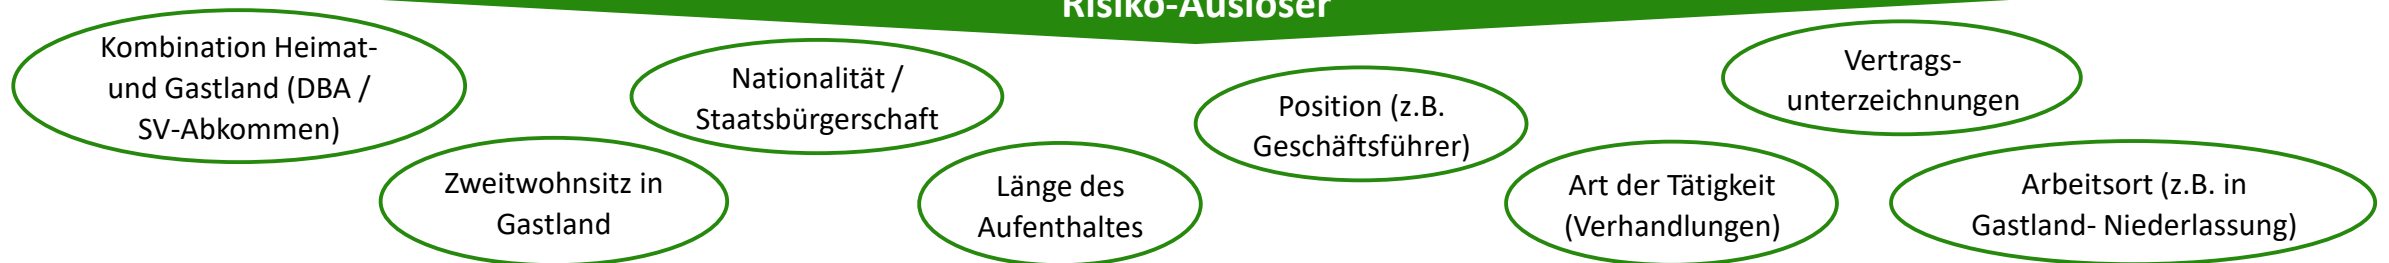 Risiko-Auslöser
Kombination Heimat-
und Gastland (DBA /
SV-Abkommen)
Zweitwohnsitz in
Gastland
Nationalität /
Staatsbürgerschaft
Länge des
Aufenthaltes
Position (z.B.
Geschäftsführer)
Art der Tätigkeit
(Verhandlungen)
Vertrags-
unterzeichnungen
Arbeitsort (z.B. in
Gastland- Niederlassung)